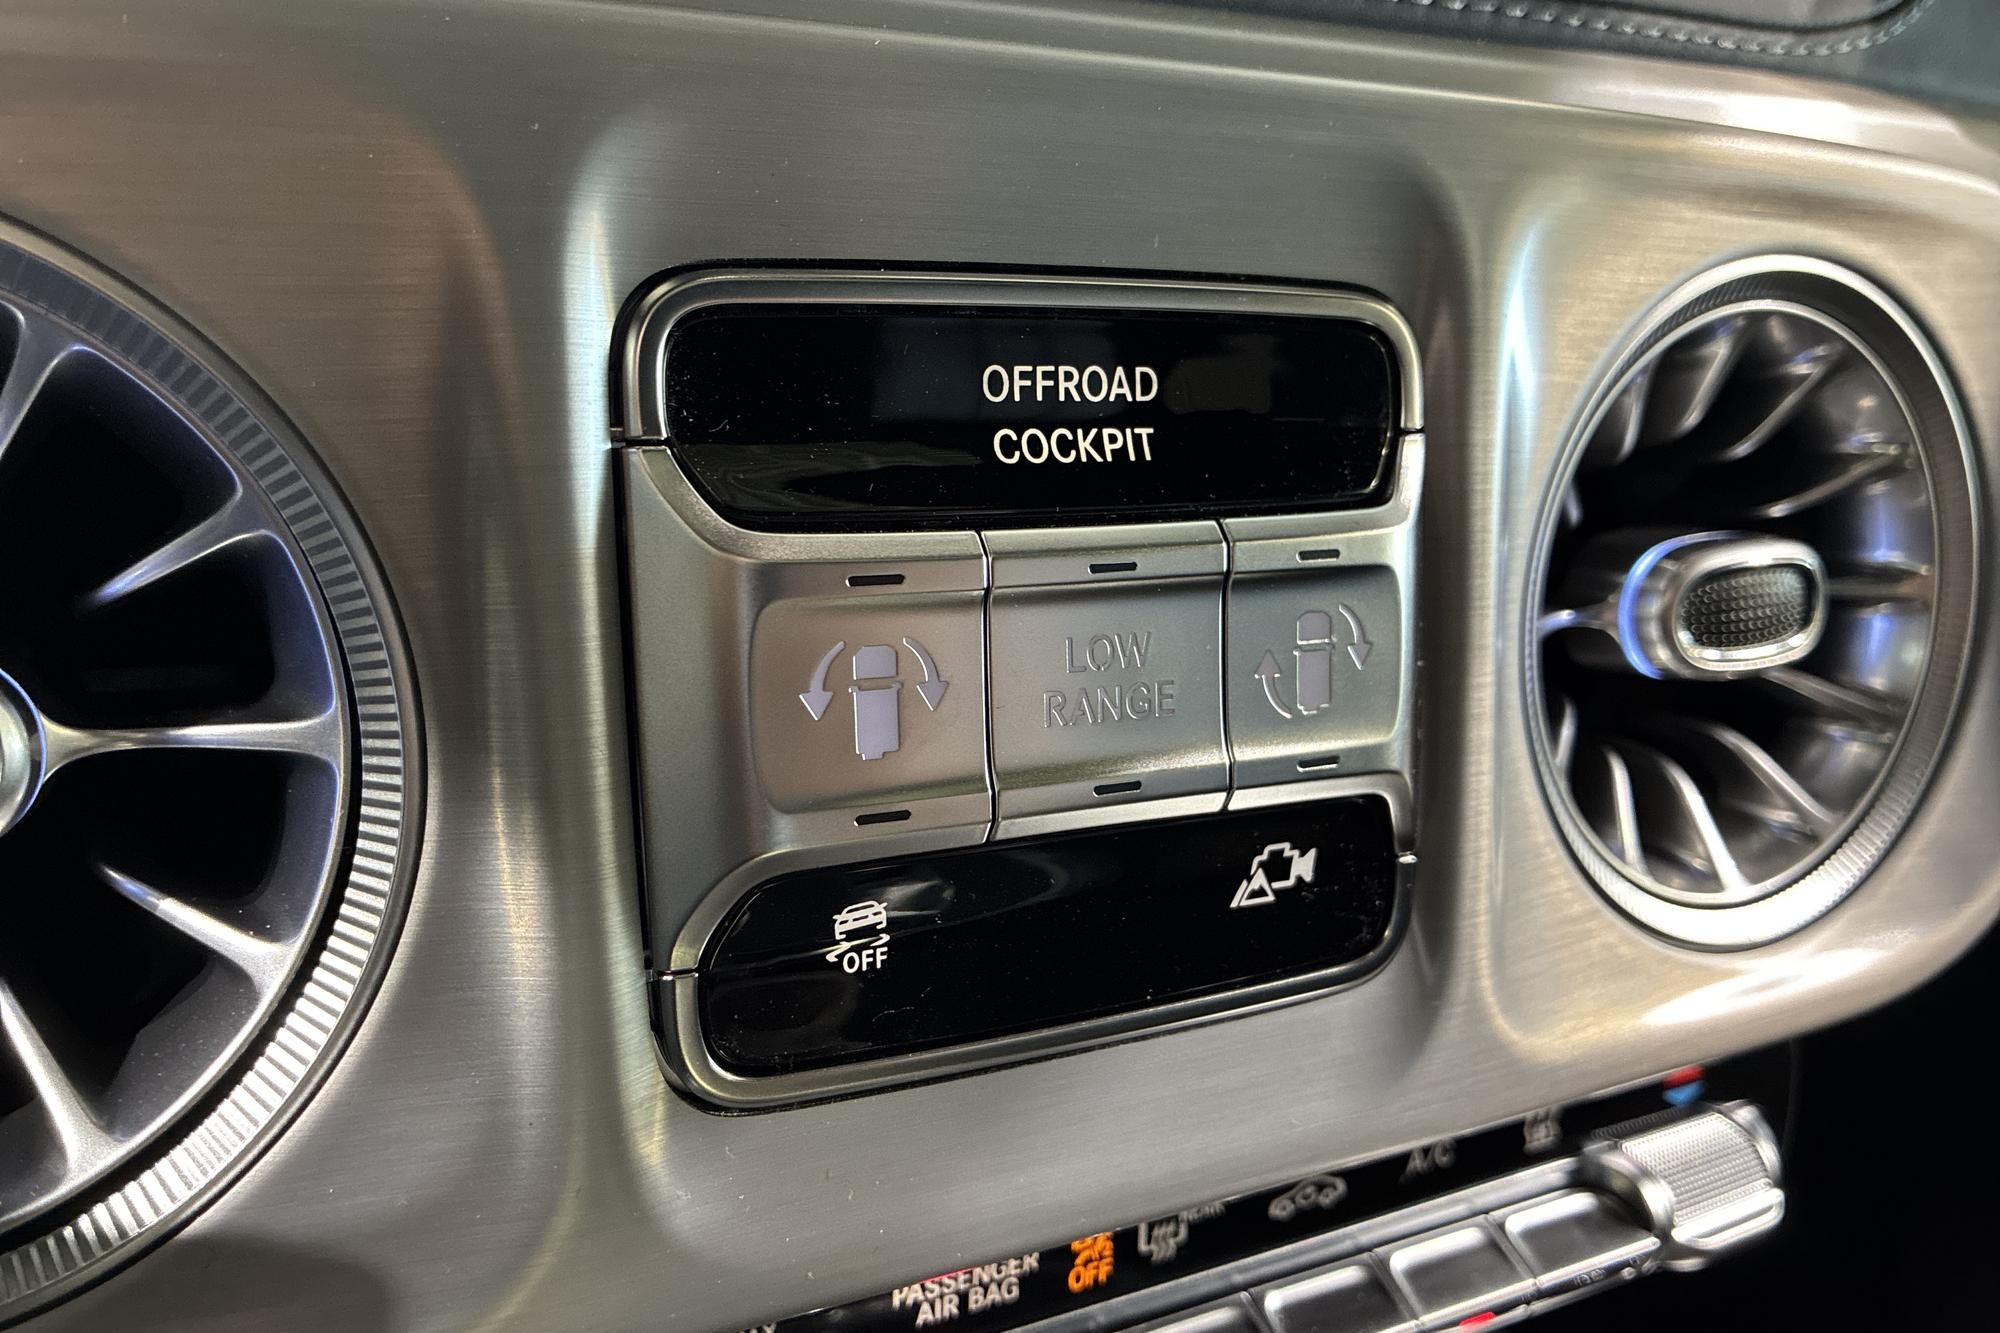 OFFROAD
COCKPIT
LOW
RANGE
OFF
A/C
PASSENGER
AIR BAG
OFF